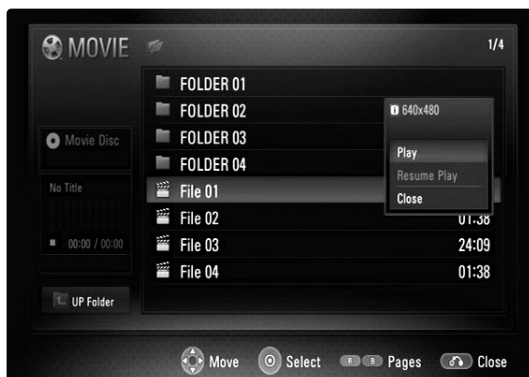 MOVIE
1/4
FOLDER 01
FOLDER 02
FOLDER 03
FOLDER 04
File 01
File 02 01:38
File 03 24:09
File 04 01:38
Movie Disc
No Title
00:00 / 00:00
UP Folder
i 640x480
Play
Resume Play
Close
Move Select R B Pages Close